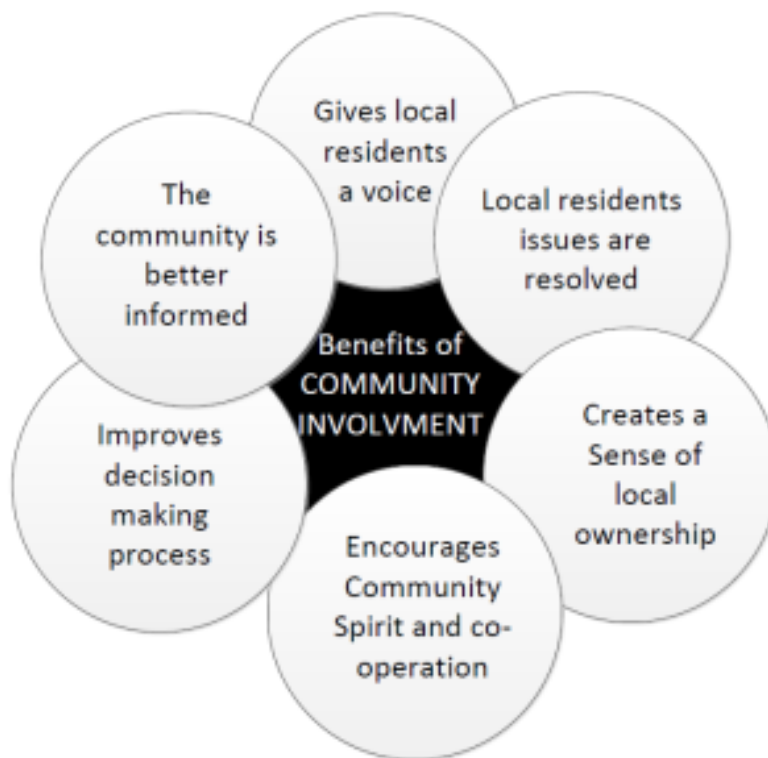 Gives local
residents
a voice
Local residents
issues are
resolved
Creates a
Sense of
local
ownership
Encourages
Community
Spirit and co-
operation
Improves
decision
making
process
The
community is
better
informed
Benefits of
COMMUNITY
INVOLVMENT